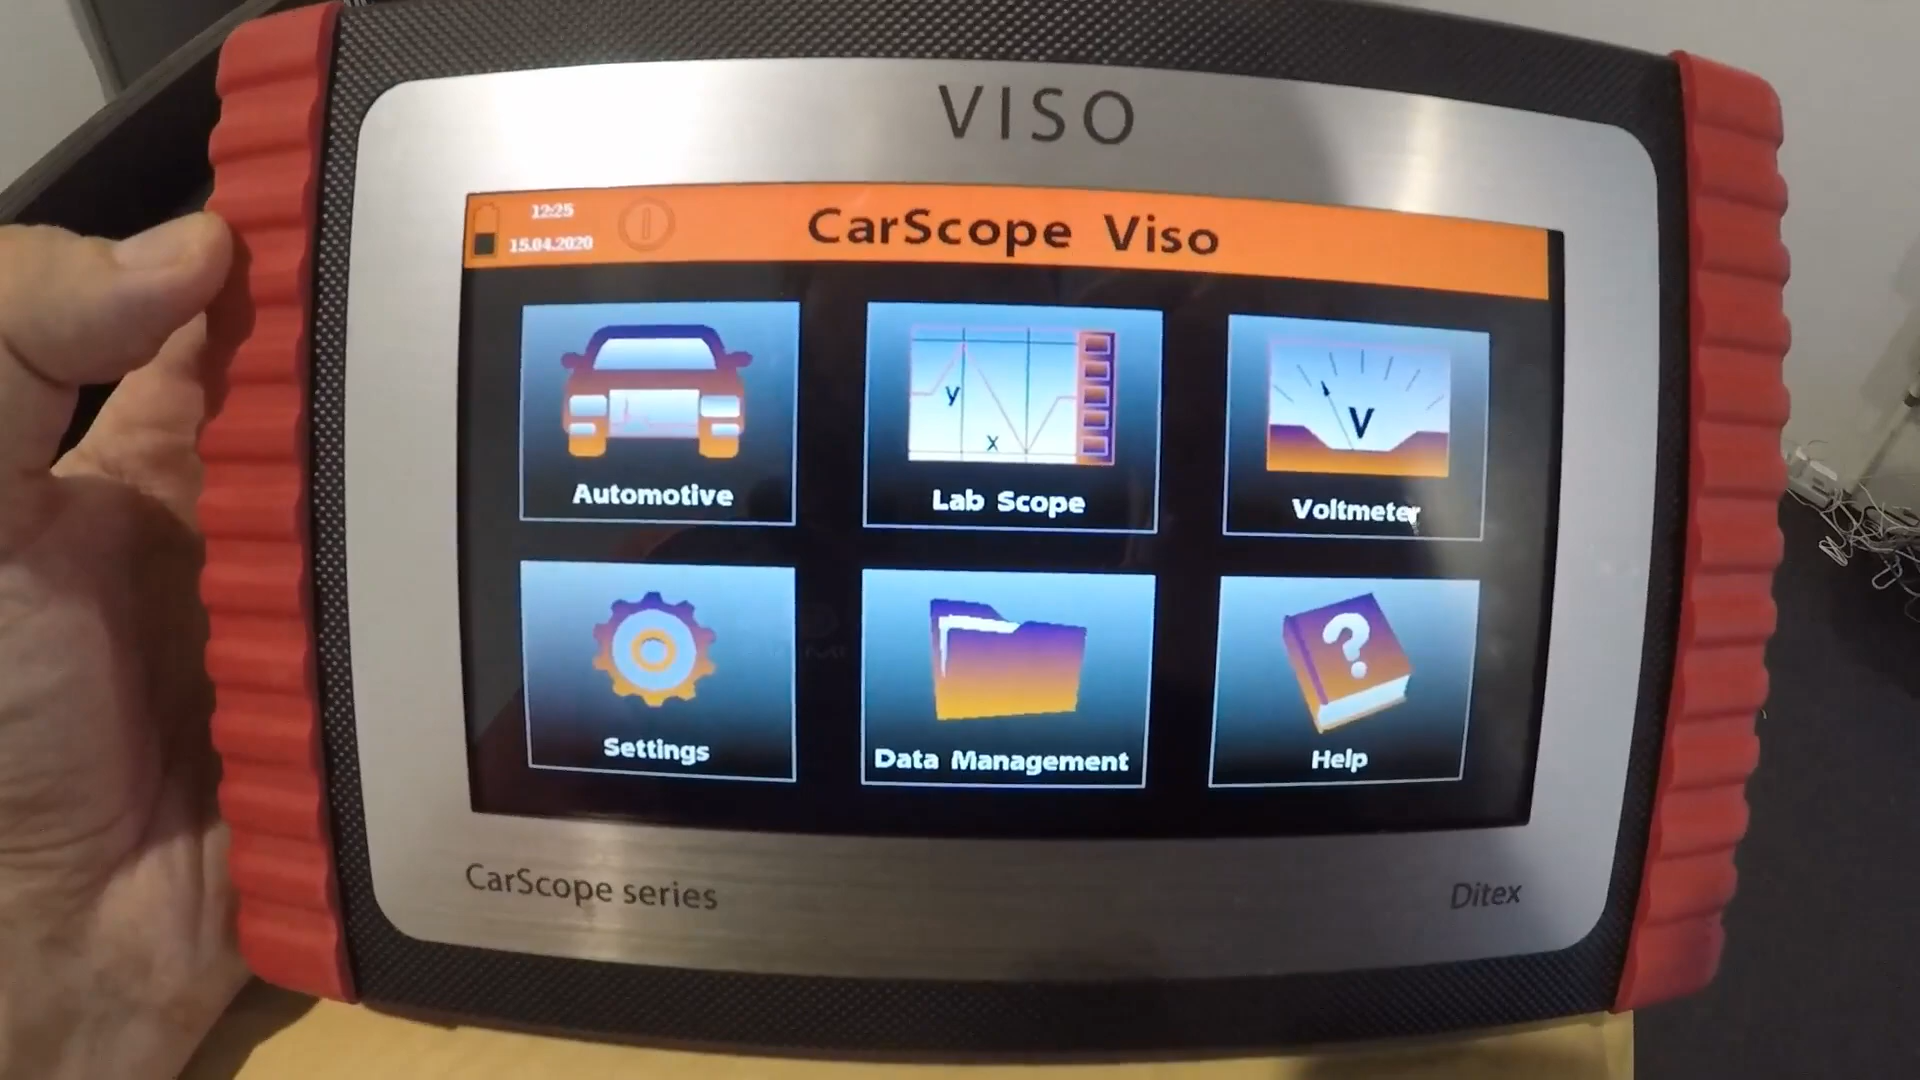 VISO
12:25
15.04.2020
CarScope Viso
y
x
V
Automotive
Lab Scope
Voltmeter
?
Settings
Data Management
Help
CarScope series
Ditex